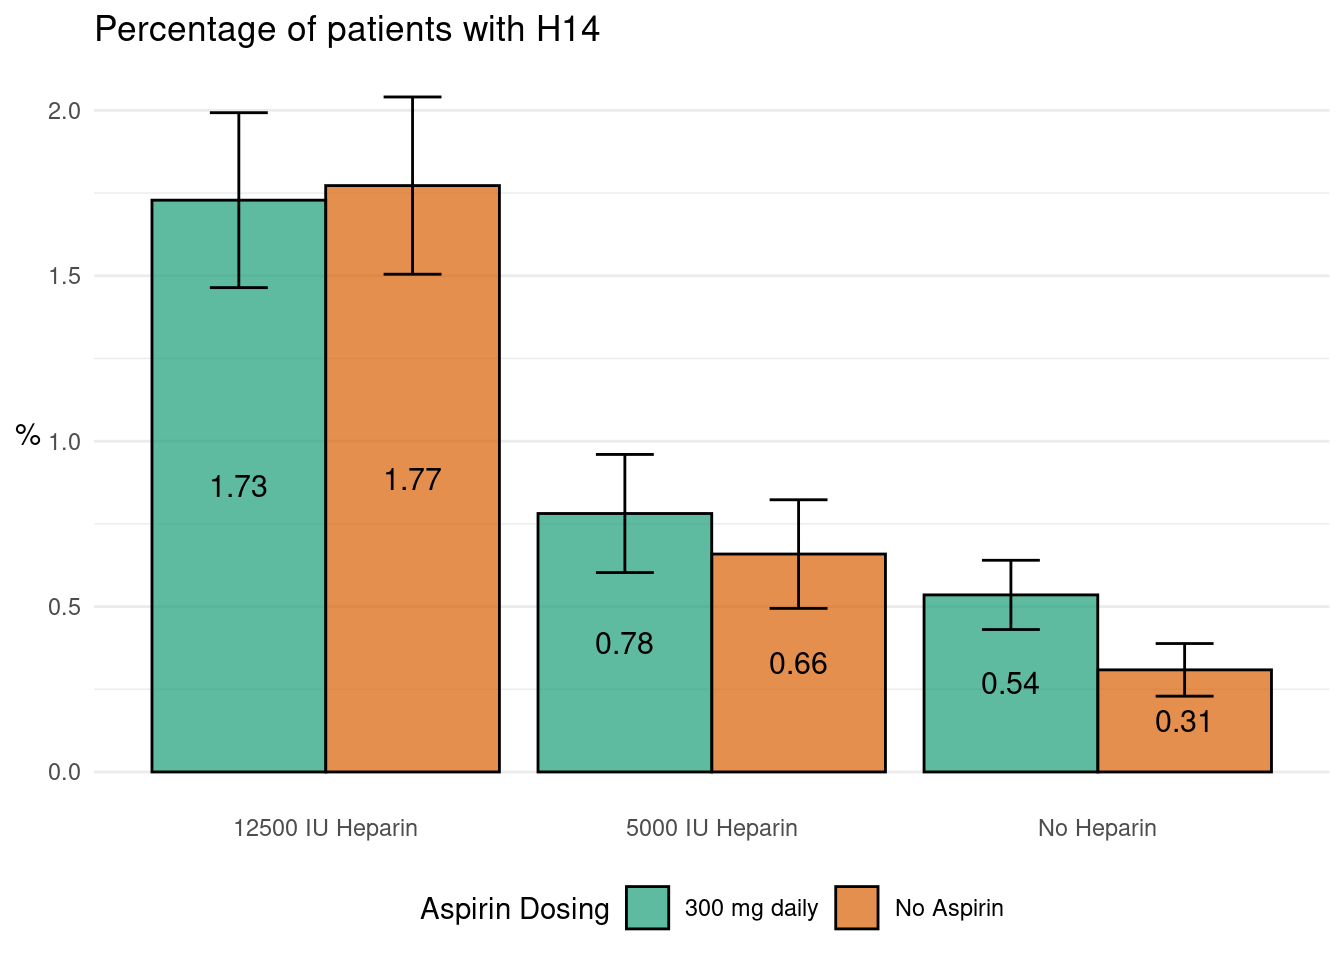 Percentage of patients with H14
2.0
1.5
% 1.0
0.5
0.0
1.73
1.77
0.78
0.66
0.54
0.31
12500 IU Heparin
5000 IU Heparin
No Heparin
Aspirin Dosing 300 mg daily No Aspirin